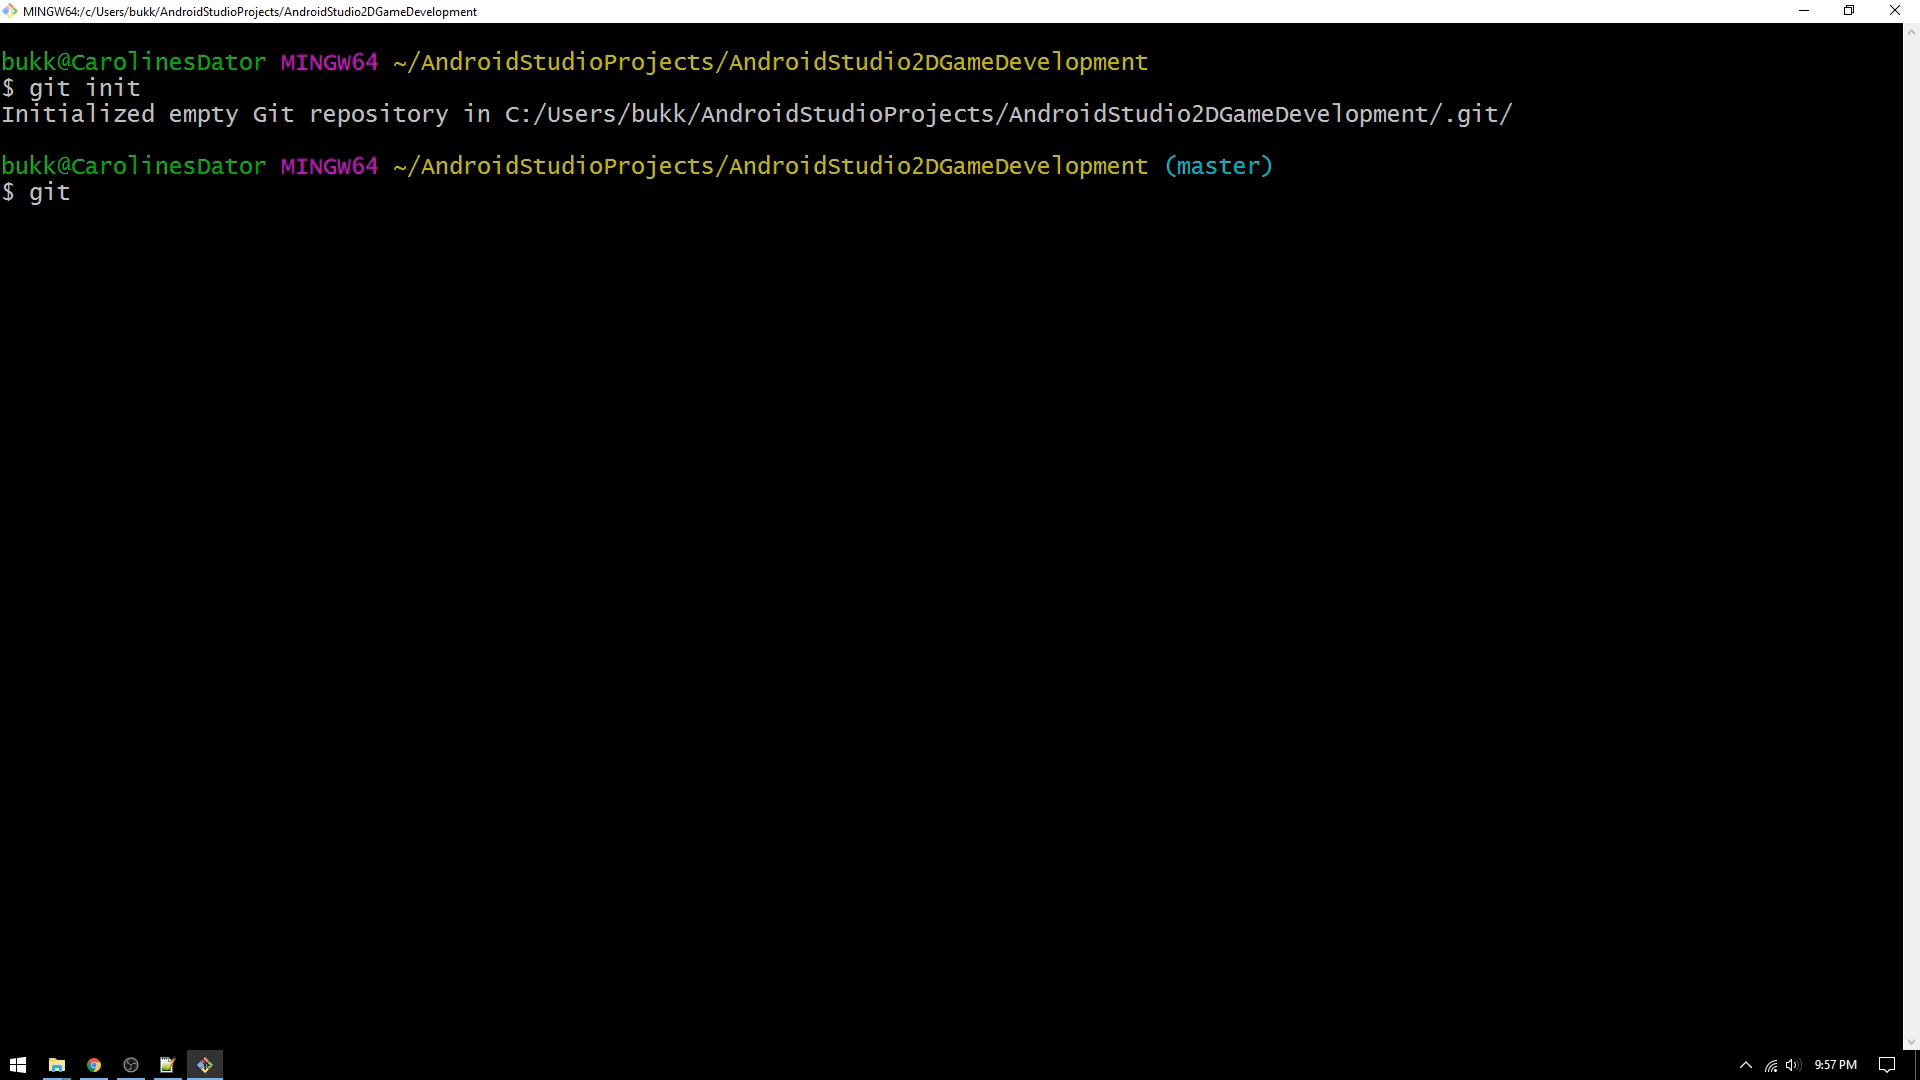 MINGW64:/c/Users/bukk/AndroidStudioProjects/AndroidStudio2DGameDevelopment
bukk@CarolinesDator MINGW64 ~/AndroidStudioProjects/AndroidStudio2DGameDevelopment
$ git init
Initialized empty Git repository in C:/Users/bukk/AndroidStudioProjects/AndroidStudio2DGameDevelopment/.git/
bukk@CarolinesDator MINGW64 ~/AndroidStudioProjects/AndroidStudio2DGameDevelopment (master)
$ git
9:57 PM